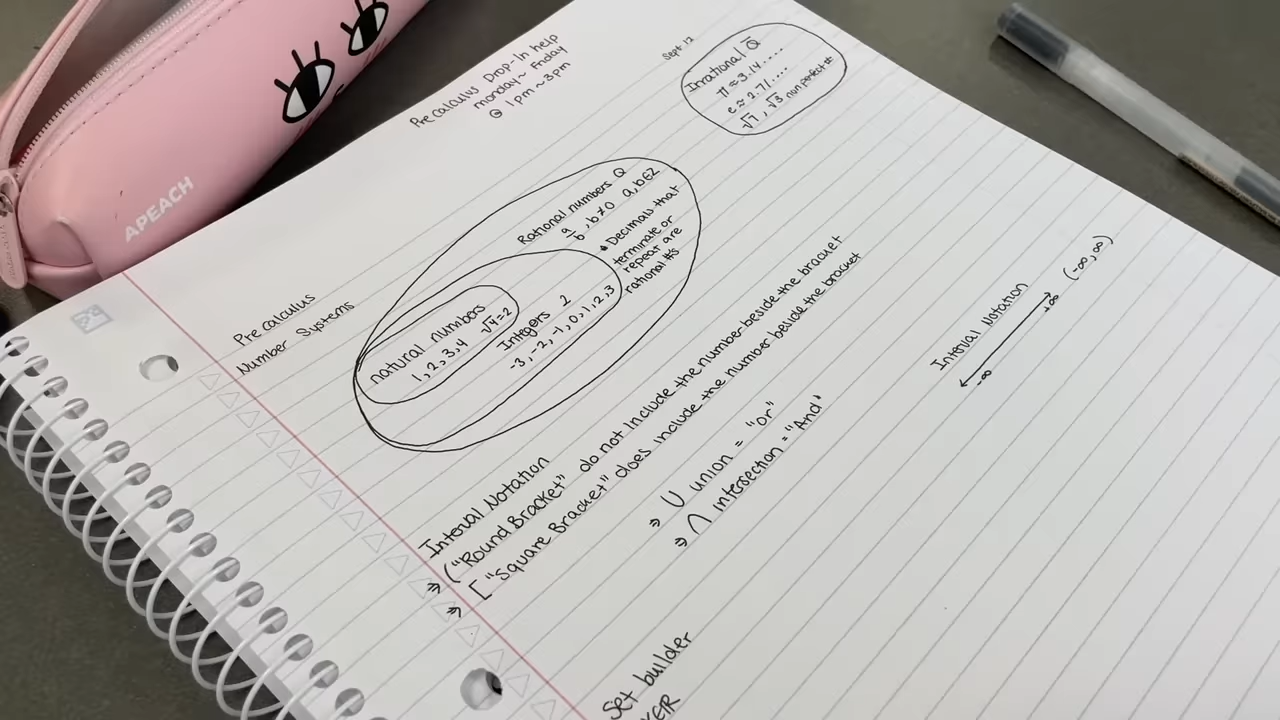 APEACH
Pre calculus Drop-In help
monday~ Friday
@ 1pm ~3pm
Sept 12
Irrational Q̅
π ≈ 3.14....
e ≈ 2.71....
√7, √3 non perfect #
Pre calculus
Number Systems
Rational numbers Q
a/b, b≠0 a,b∈Z
• Decimals that
terminate or
repeat are
rational #s
natural numbers
1, 2, 3, 4 √4=2
Integers Z
-3, -2, -1, 0, 1, 2, 3
Interval Notation
⇒ ("Round Bracket" do not include the number beside the bracket
⇒ ["Square Bracket" does include the number beside the bracket
⇒ U union = "or"
⇒ ∩ intersection = "And"
Interval Notation
-∞ +∞ (-∞, ∞)
Set builder